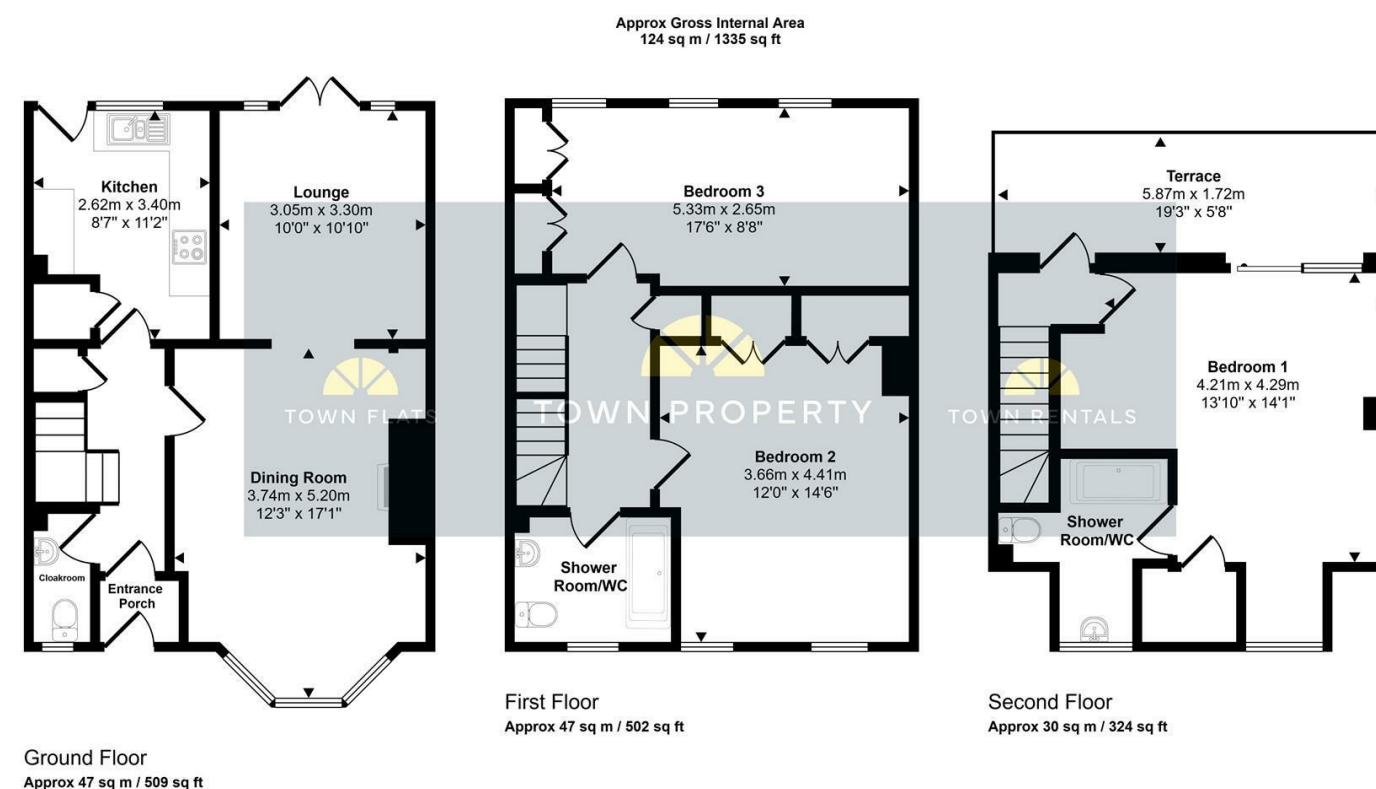 Approx Gross Internal Area
124 sq m / 1335 sq ft
Kitchen
2.62m x 3.40m
8'7" x 11'2"
Lounge
3.05m x 3.30m
10'0" x 10'10"
Dining Room
3.74m x 5.20m
12'3" x 17'1"
Cloakroom
Entrance
Porch
TOWN FLATS
Ground Floor
Approx 47 sq m / 509 sq ft
Bedroom 3
5.33m x 2.65m
17'6" x 8'8"
TOWN PROPERTY
Bedroom 2
3.66m x 4.41m
12'0" x 14'6"
Shower
Room/WC
First Floor
Approx 47 sq m / 502 sq ft
Terrace
5.87m x 1.72m
19'3" x 5'8"
Bedroom 1
4.21m x 4.29m
13'10" x 14'1"
TOWN RENTALS
Shower
Room/WC
Second Floor
Approx 30 sq m / 324 sq ft